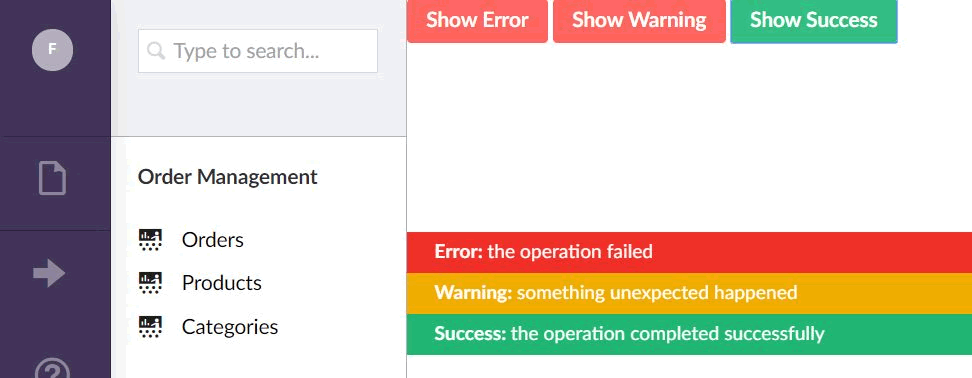 F
Type to search...
Show Error
Show Warning
Show Success
Order Management
Orders
Products
Categories
Error: the operation failed
Warning: something unexpected happened
Success: the operation completed successfully